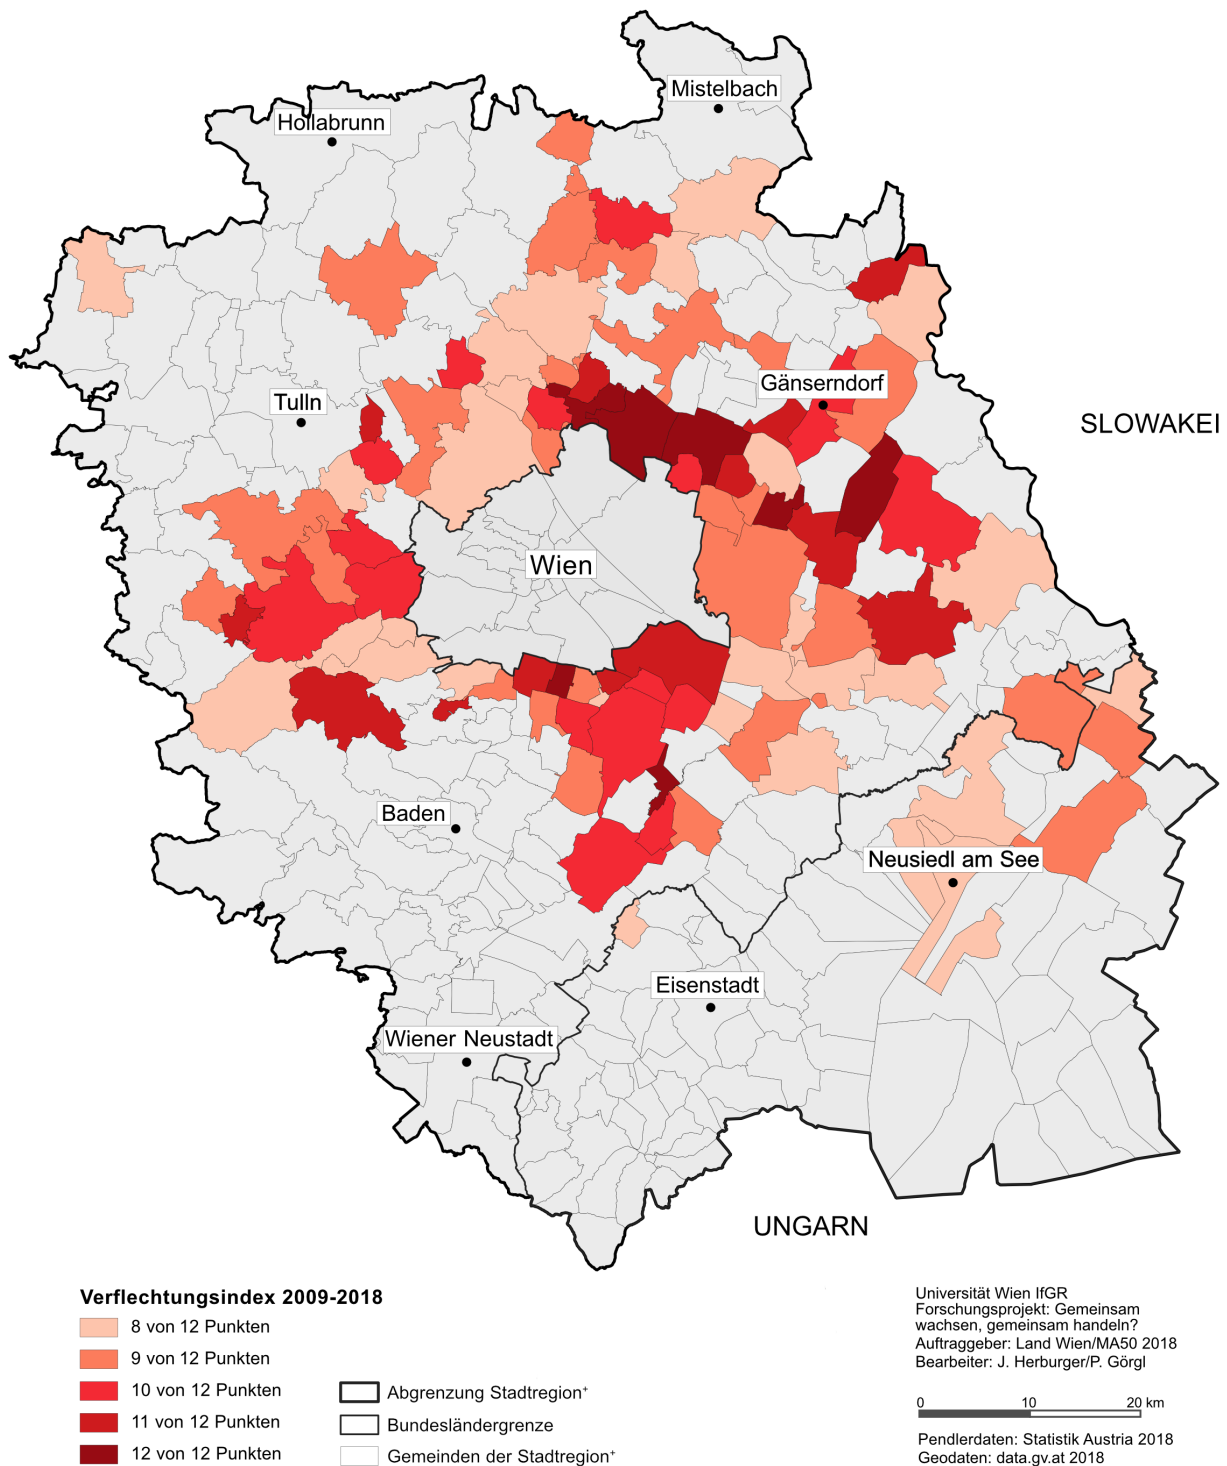 Mistelbach
Hollabrunn
Gänserndorf
Tulln
SLOWAKEI
Wien
Baden
Neusiedl am See
Eisenstadt
Wiener Neustadt
UNGARN
Verflechtungsindex 2009-2018
8 von 12 Punkten
9 von 12 Punkten
10 von 12 Punkten
11 von 12 Punkten
12 von 12 Punkten
Abgrenzung Stadtregion⁺
Bundesländergrenze
Gemeinden der Stadtregion⁺
Universität Wien IfGR
Forschungsprojekt: Gemeinsam
wachsen, gemeinsam handeln?
Auftraggeber: Land Wien/MA50 2018
Bearbeiter: J. Herburger/P. Görgl
0 10 20 km
Pendlerdaten: Statistik Austria 2018
Geodaten: data.gv.at 2018